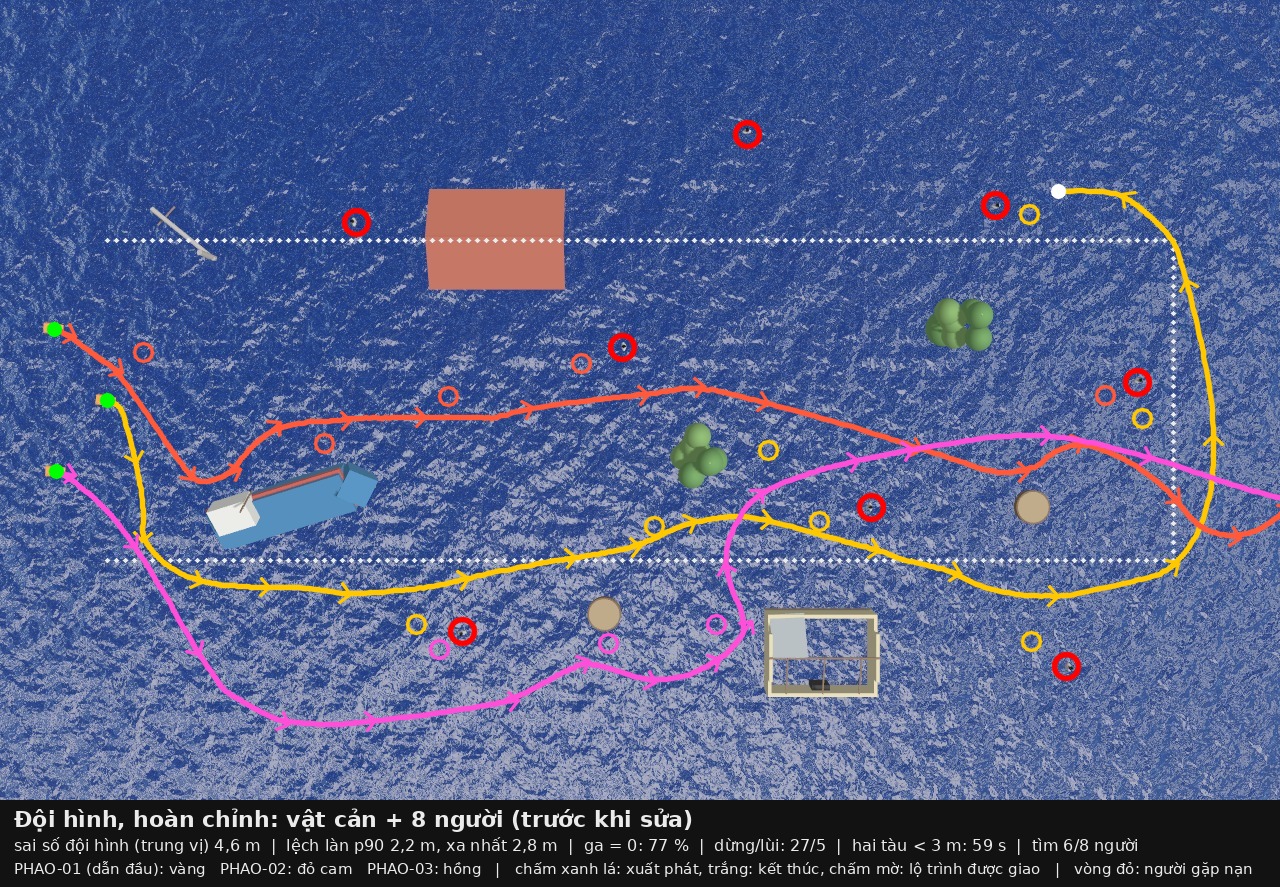 Đội hình, hoàn chỉnh: vật cản + 8 người (trước khi sửa)
sai số đội hình (trung vị) 4,6 m | lệch làn p90 2,2 m, xa nhất 2,8 m | ga = 0: 77 % | dừng/lùi: 27/5 | hai tàu < 3 m: 59 s | tìm 6/8 người
PHAO-01 (dẫn đầu): vàng PHAO-02: đỏ cam PHAO-03: hồng | chấm xanh lá: xuất phát, trắng: kết thúc, chấm mờ: lộ trình được giao | vòng đỏ: người gặp nạn